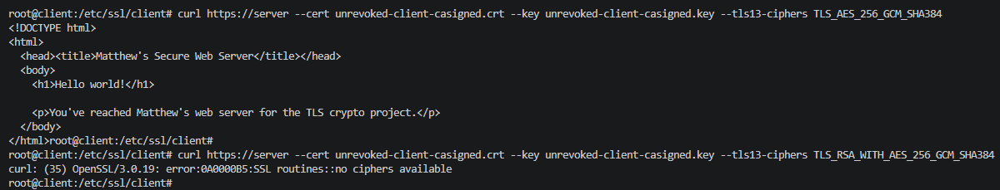 root@client:/etc/ssl/client# curl https://server --cert unrevoked-client-casigned.crt --key unrevoked-client-casigned.key --tls13-ciphers TLS_AES_256_GCM_SHA384
<!DOCTYPE html>
<html>
  <head><title>Matthew's Secure Web Server</title></head>
  <body>
    <h1>Hello world!</h1>

    <p>You've reached Matthew's web server for the TLS crypto project.</p>
  </body>
</html>root@client:/etc/ssl/client#
root@client:/etc/ssl/client# curl https://server --cert unrevoked-client-casigned.crt --key unrevoked-client-casigned.key --tls13-ciphers TLS_RSA_WITH_AES_256_GCM_SHA384
curl: (35) OpenSSL/3.0.19: error:0A0000B5:SSL routines::no ciphers available
root@client:/etc/ssl/client#